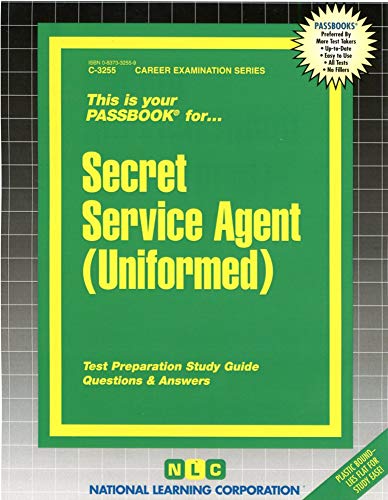 ISBN 0-8373-3255-9
C-3255 CAREER EXAMINATION SERIES
PASSBOOKS®
Preferred By
More Test Takers
• Up-to-Date
• Easy to Use
• All Tests
• No Fillers
This is your
PASSBOOK® for...
Secret
Service Agent
(Uniformed)
Test Preparation Study Guide
Questions & Answers
PLASTIC BOUND–
LIES FLAT FOR
STUDY EASE!
NLC
NATIONAL LEARNING CORPORATION®